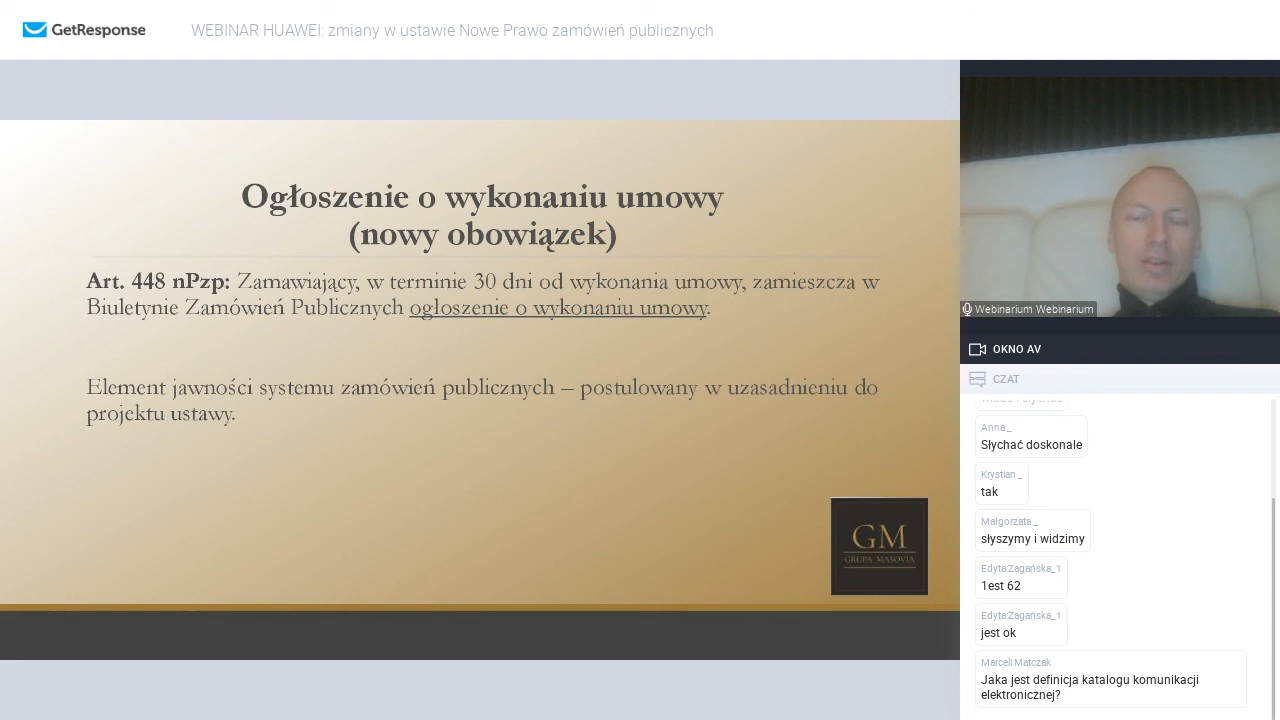 GetResponse
WEBINAR HUAWEI: zmiany w ustawie Nowe Prawo zamówień publicznych
Ogłoszenie o wykonaniu umowy
(nowy obowiązek)
Art. 448 nPzp: Zamawiający, w terminie 30 dni od wykonania umowy, zamieszcza w
Biuletynie Zamówień Publicznych ogłoszenie o wykonaniu umowy.
Element jawności systemu zamówień publicznych – postulowany w uzasadnieniu do
projektu ustawy.
GM
GRUPA MASOVIA
Webinarium Webinarium
OKNO AV
CZAT
Anna _
Słychać doskonale
Krystian _
tak
Małgorzata _
słyszymy i widzimy
Edyta Zagańska_1
1est 62
Edyta Zagańska_1
jest ok
Marceli Matczak
Jaka jest definicja katalogu komunikacji
elektronicznej?